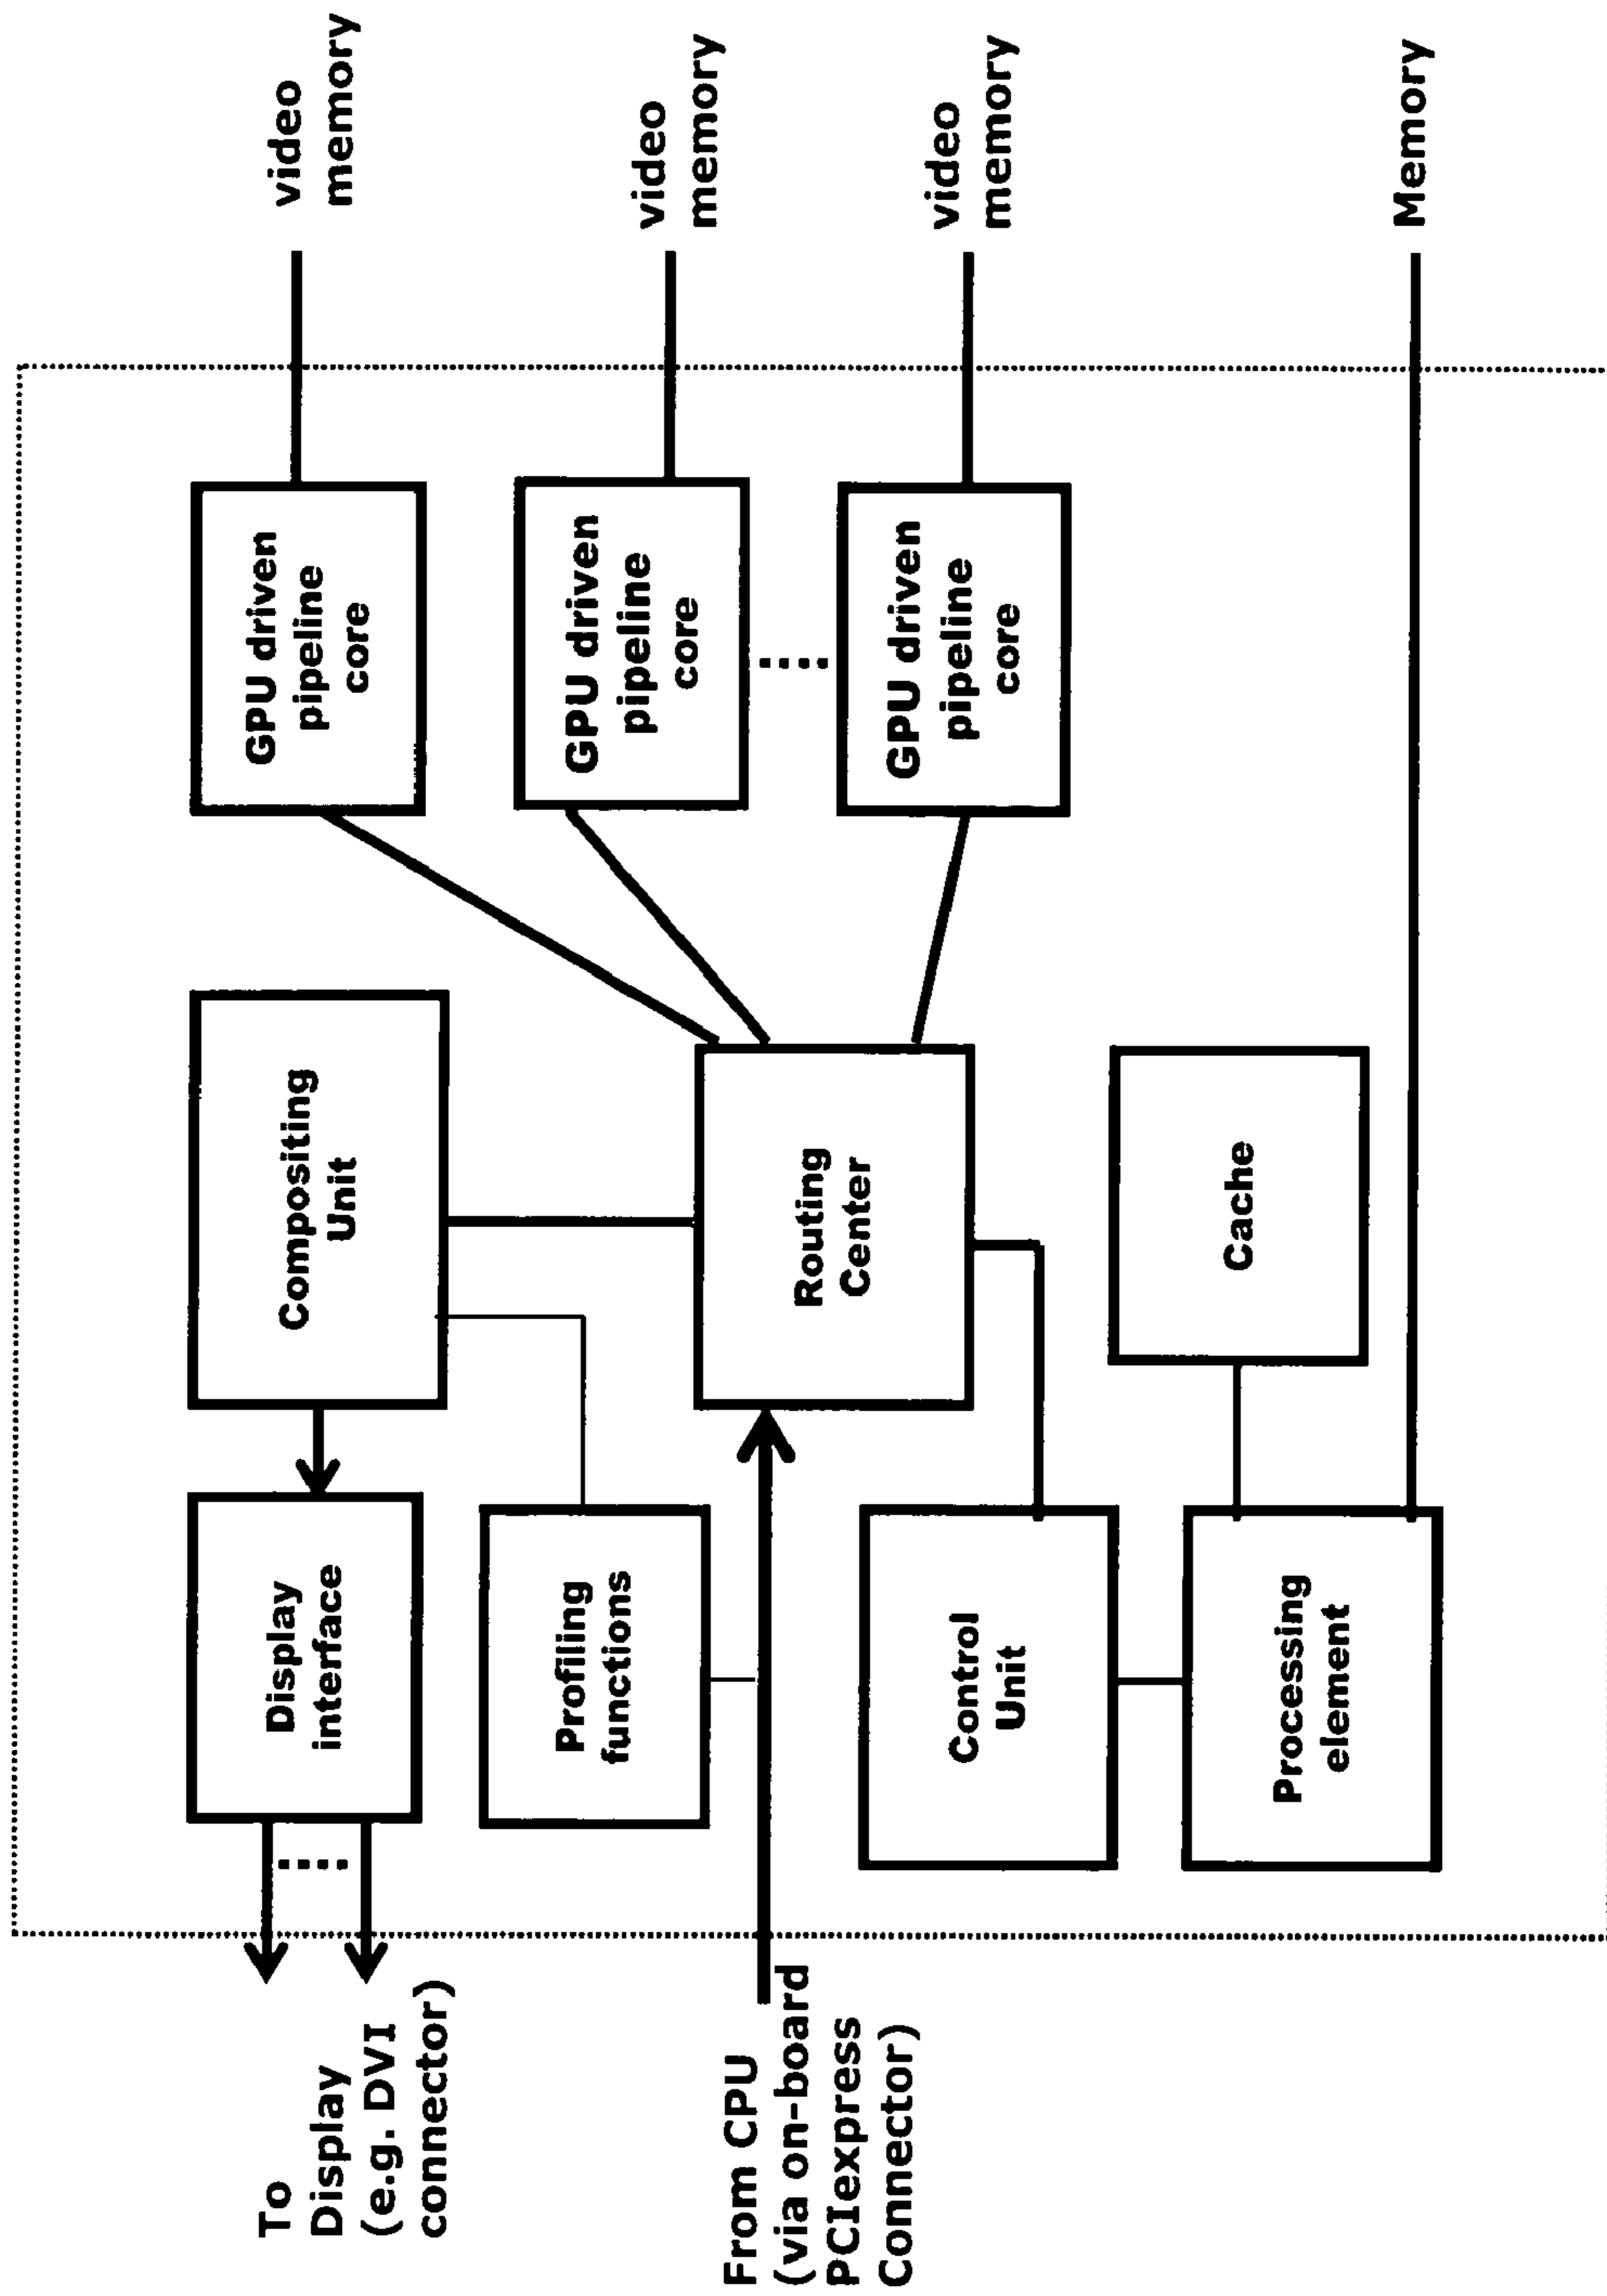 To
Display
(e.g. DVI
connector)
Display
interface
Compositing
Unit
GPU driven
pipeline
core
video
memory
Profiling
functions
GPU driven
pipeline
core
video
memory
From CPU
(via on-board
PCIexpress
Connector)
Routing
Center
GPU driven
pipeline
core
video
memory
Control
Unit
Cache
Processing
element
Memory